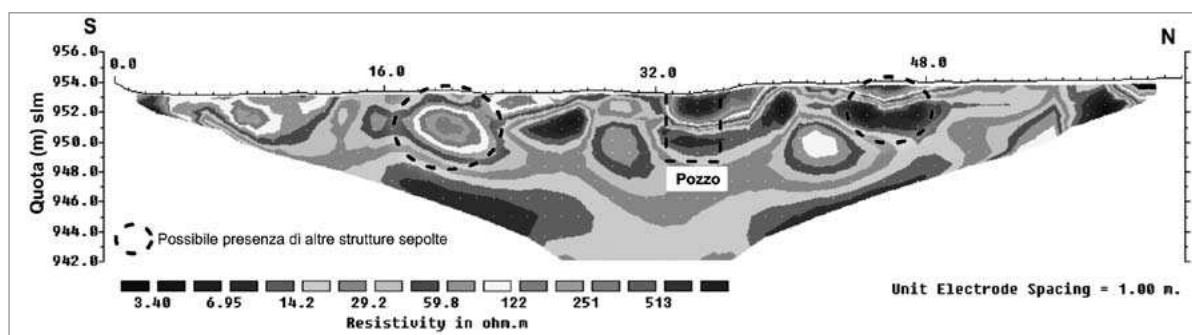 S
N
Quota (m) slm
956.0
954.0
952.0
950.0
948.0
946.0
944.0
942.0
0.0
16.0
32.0
48.0
Pozzo
Possibile presenza di altre strutture sepolte
3.40 6.95 14.2 29.2 59.8 122 251 513
Resistivity in ohm.m
Unit Electrode Spacing = 1.00 m.